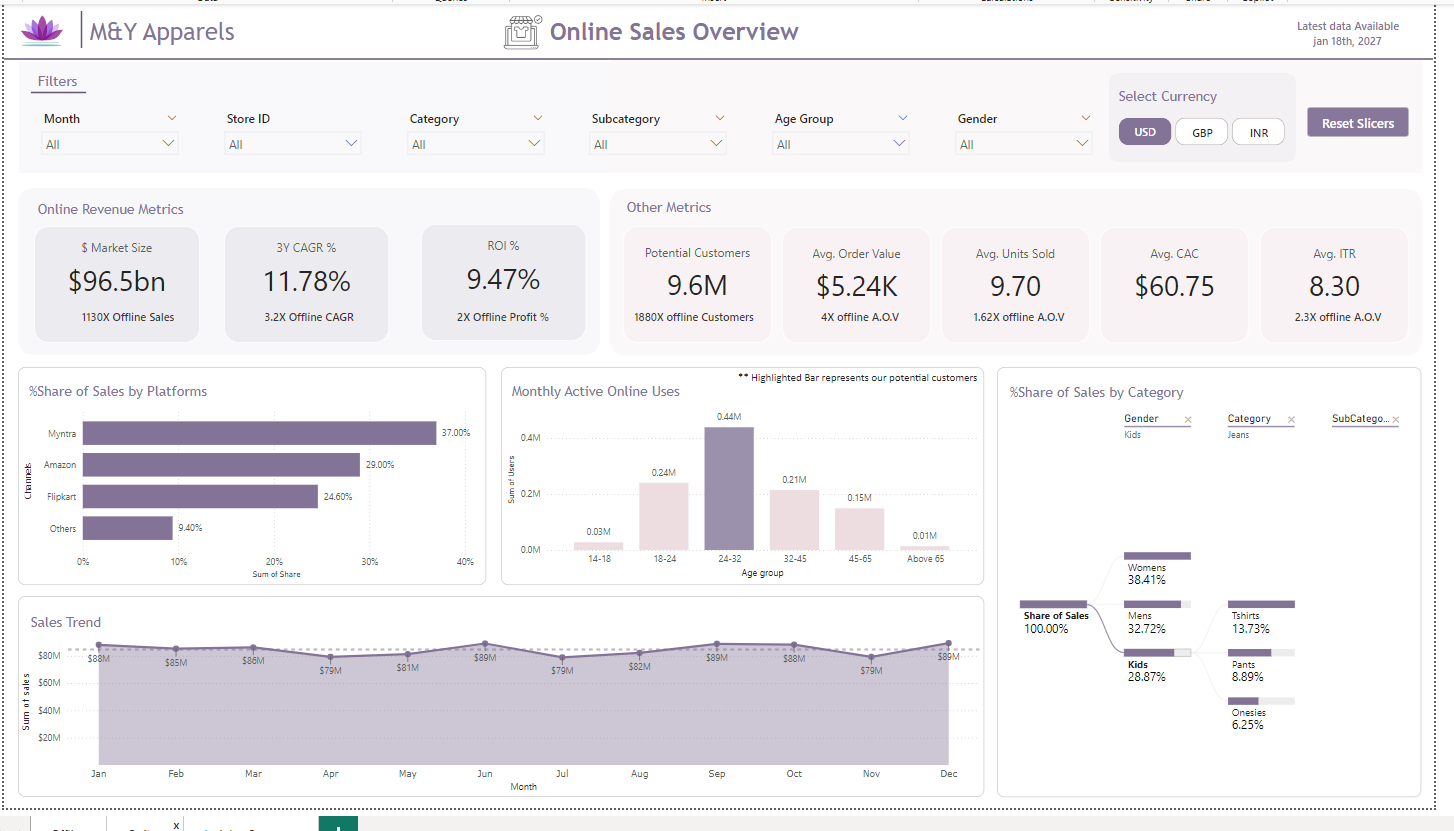 M&Y Apparels
Online Sales Overview
Latest data Available
jan 18th, 2027
Filters
Month
All
Store ID
All
Category
All
Subcategory
All
Age Group
All
Gender
All
Select Currency
USD
GBP
INR
Reset Slicers
Online Revenue Metrics
$ Market Size
$96.5bn
1130X Offline Sales
3Y CAGR %
11.78%
3.2X Offline CAGR
ROI %
9.47%
2X Offline Profit %
Other Metrics
Potential Customers
9.6M
1880X offline Customers
Avg. Order Value
$5.24K
4X offline A.O.V
Avg. Units Sold
9.70
1.62X offline A.O.V
Avg. CAC
$60.75
Avg. ITR
8.30
2.3X offline A.O.V
%Share of Sales by Platforms
Channels
Myntra
37.00%
Amazon
29.00%
Flipkart
24.60%
Others
9.40%
0%
10%
20%
30%
40%
Sum of Share
** Highlighted Bar represents our potential customers
Monthly Active Online Uses
Sum of Users
0.4M
0.2M
0.0M
0.03M
0.24M
0.44M
0.21M
0.15M
0.01M
14-18
18-24
24-32
32-45
45-65
Above 65
Age group
%Share of Sales by Category
Gender
Kids
Category
Jeans
SubCatego...
Share of Sales
100.00%
Womens
38.41%
Mens
32.72%
Kids
28.87%
Tshirts
13.73%
Pants
8.89%
Onesies
6.25%
Sales Trend
Sum of sales
$80M
$60M
$40M
$20M
$88M
$85M
$86M
$79M
$81M
$89M
$79M
$82M
$89M
$88M
$79M
$89M
Jan
Feb
Mar
Apr
May
Jun
Jul
Aug
Sep
Oct
Nov
Dec
Month